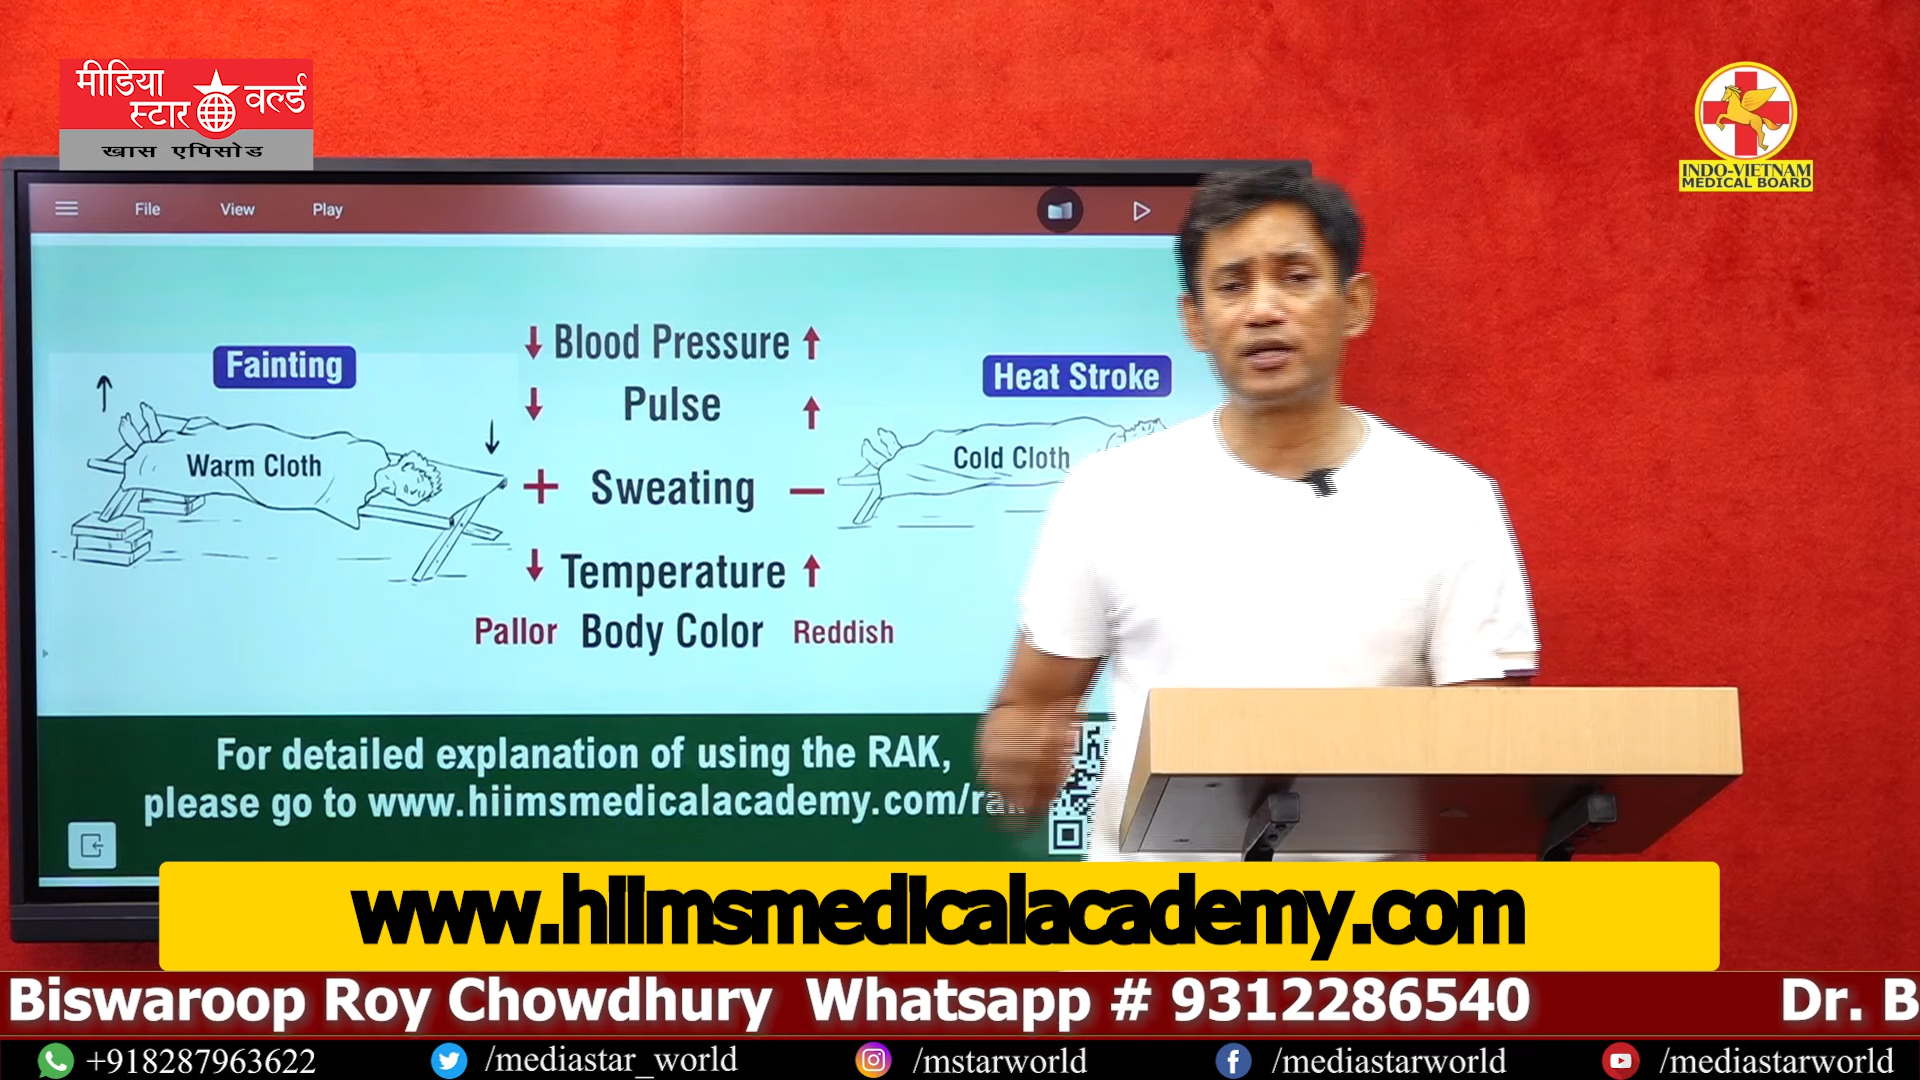 मीडिया
स्टार वर्ल्ड
खास एपिसोड
INDO-VIETNAM
MEDICAL BOARD
File View Play
Fainting
Warm Cloth
↓ Blood Pressure ↑
↓ Pulse ↑
+ Sweating −
↓ Temperature ↑
Pallor Body Color Reddish
Heat Stroke
Cold Cloth
For detailed explanation of using the RAK,
please go to www.hiimsmedicalacademy.com/rak
www.hiimsmedicalacademy.com
Biswaroop Roy Chowdhury Whatsapp # 9312286540 Dr. B
+918287963622 /mediastar_world /mstarworld /mediastarworld /mediastarworld